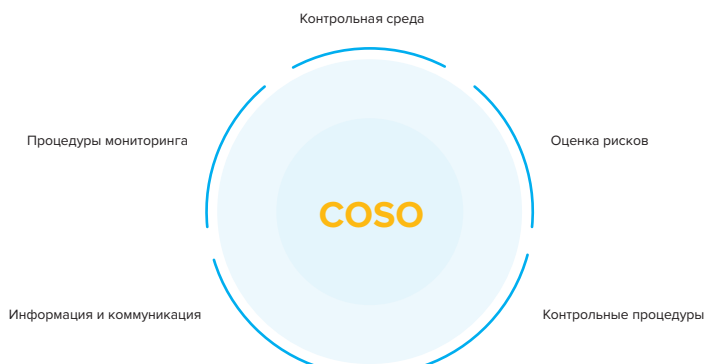 Контрольная среда
Процедуры мониторинга
Оценка рисков
COSO
Информация и коммуникация
Контрольные процедуры